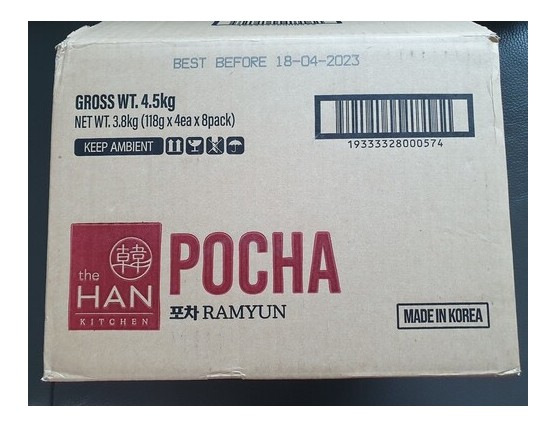 BEST BEFORE 18-04-2023
GROSS WT. 4.5kg
NET WT. 3.8kg (118g x 4ea x 8pack)
KEEP AMBIENT
19333328000574
the
韓
HAN
KITCHEN
POCHA
포차 RAMYUN
MADE IN KOREA